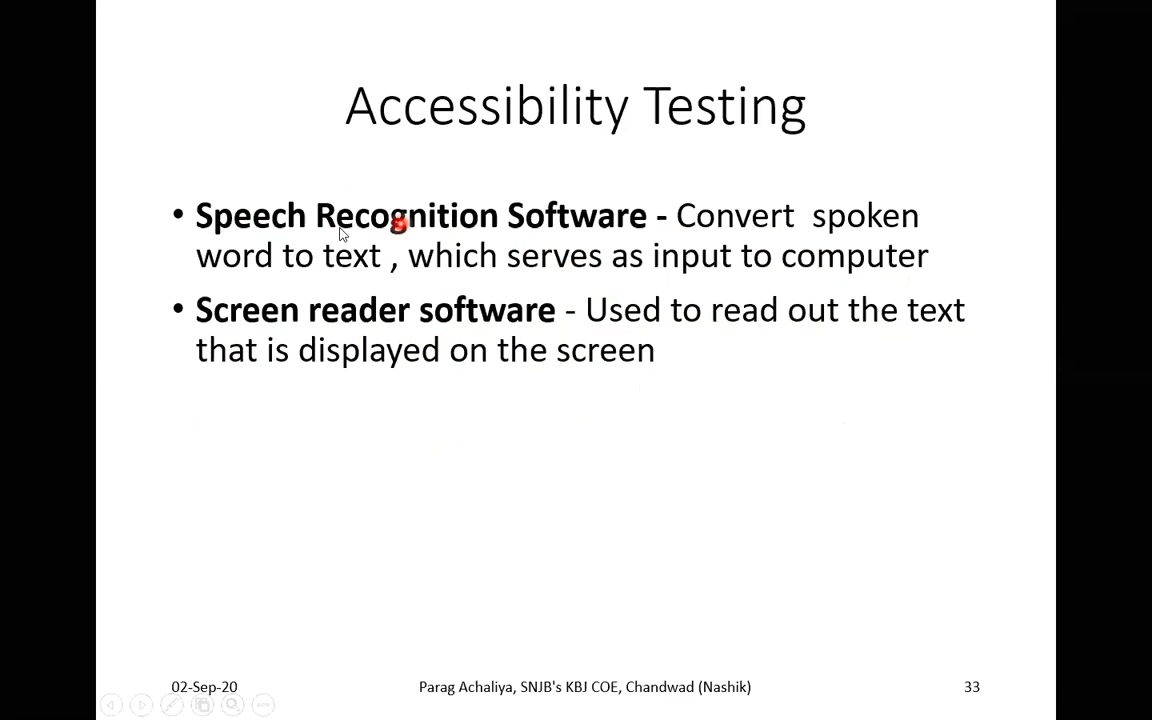 Accessibility Testing
• Speech Recognition Software - Convert spoken
word to text , which serves as input to computer
• Screen reader software - Used to read out the text
that is displayed on the screen
02-Sep-20 Parag Achaliya, SNJB's KBJ COE, Chandwad (Nashik) 33